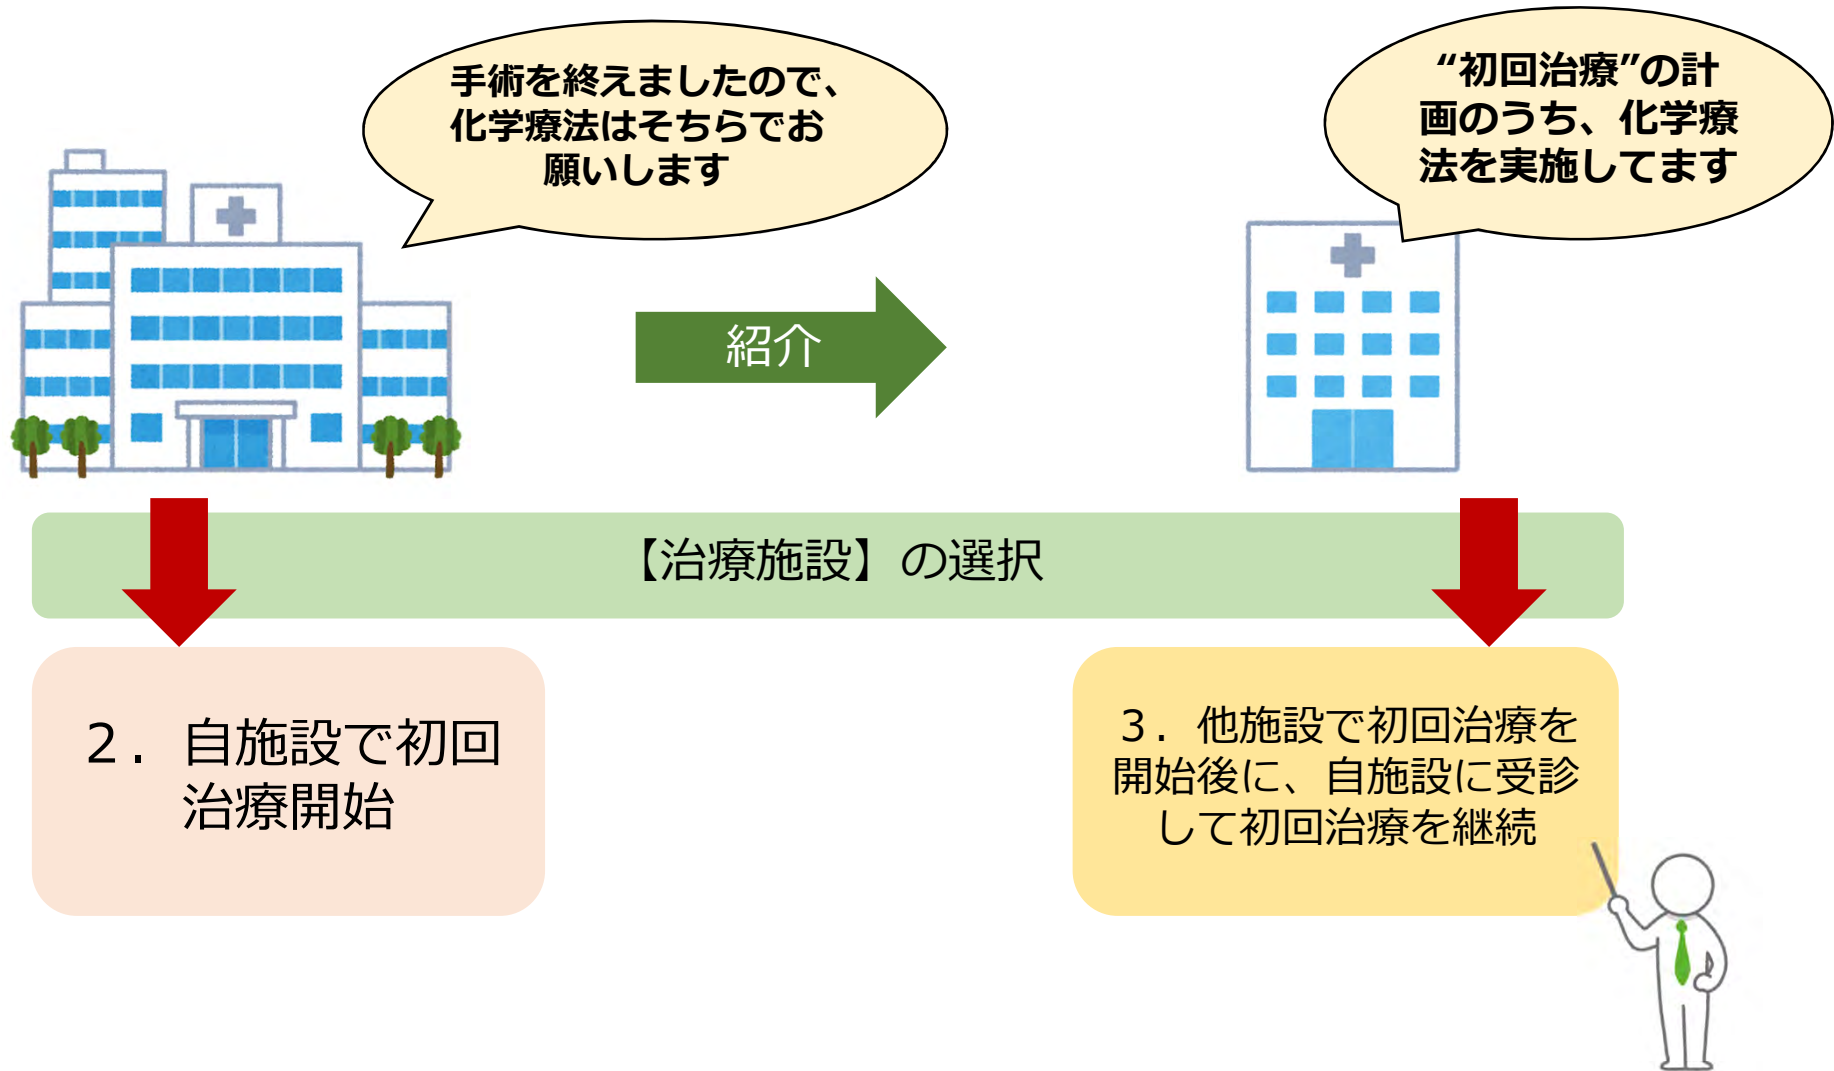 手術を終えましたので、
化学療法はそちらでお
願いします
“初回治療”の計
画のうち、化学療
法を実施してます
紹介
【治療施設】の選択
２．自施設で初回
治療開始
３．他施設で初回治療を
開始後に、自施設に受診
して初回治療を継続